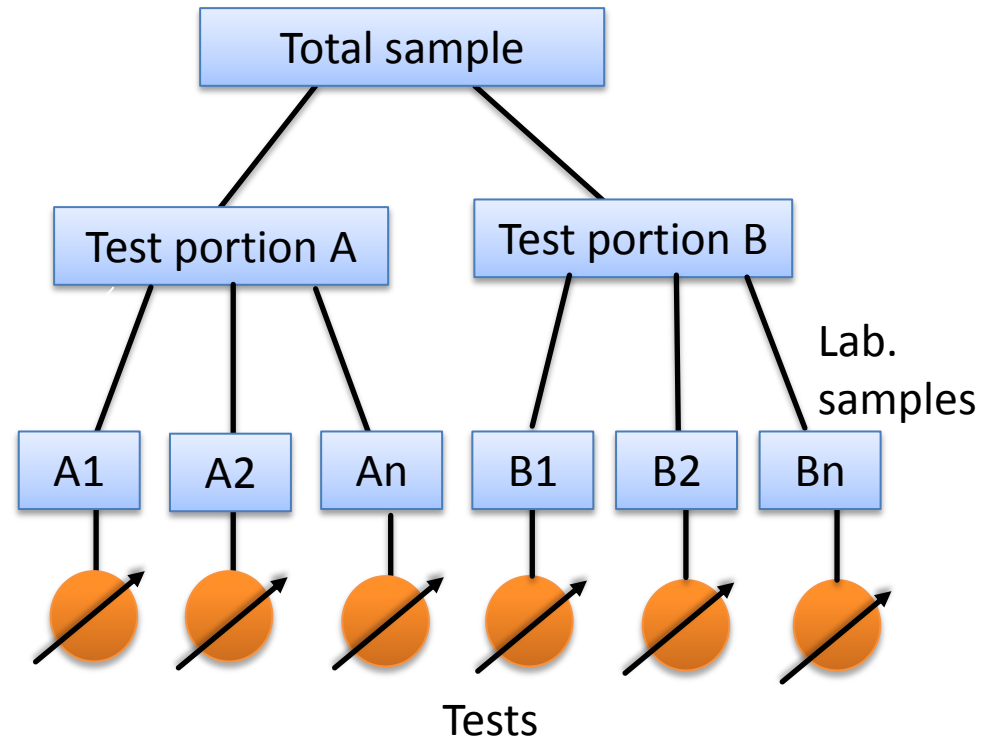 Total sample
Test portion A
Test portion B
Lab.
samples
A1
A2
An
B1
B2
Bn
Tests